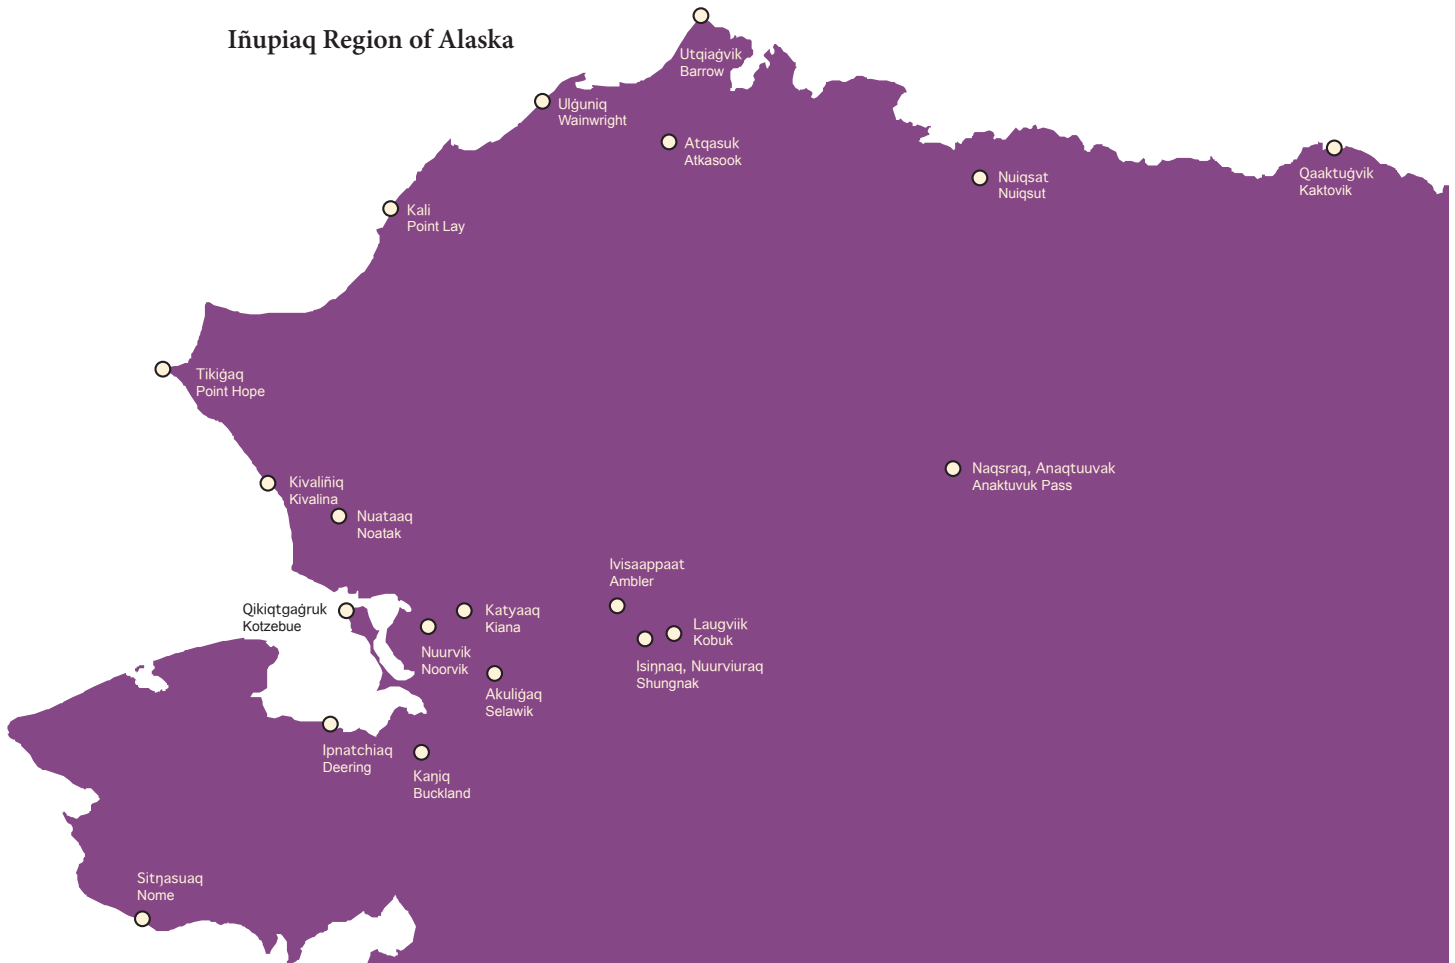 Iñupiaq Region of Alaska
Utqiaġvik
Barrow
Ulġuniq
Wainwright
Atqasuk
Atkasook
Nuiqsat
Nuiqsut
Qaaktuġvik
Kaktovik
Kali
Point Lay
Tikiġaq
Point Hope
Naqsraq, Anaqtuuvak
Anaktuvuk Pass
Kivaliñiq
Kivalina
Nuataaq
Noatak
Ivisaappaat
Ambler
Qikiqtgaġruk
Kotzebue
Katyaaq
Kiana
Laugviik
Kobuk
Nuurvik
Noorvik
Isiŋnaq, Nuurviuraq
Shungnak
Akuliġaq
Selawik
Ipnatchiaq
Deering
Kaŋiq
Buckland
Sitŋasuaq
Nome